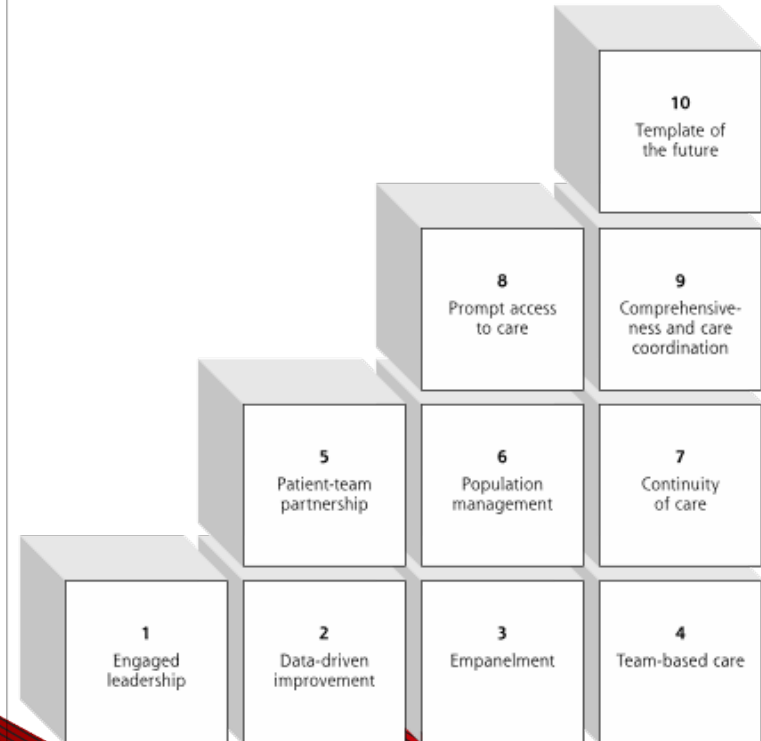 10
Template of
the future
8
Prompt access
to care
9
Comprehensive-
ness and care
coordination
5
Patient-team
partnership
6
Population
management
7
Continuity
of care
1
Engaged
leadership
2
Data-driven
improvement
3
Empanelment
4
Team-based care